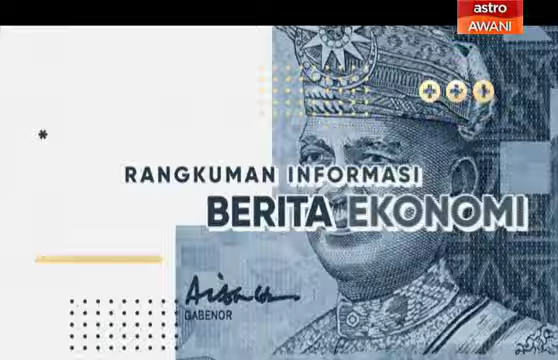 astro
AWANI
RANGKUMAN INFORMASI
BERITA EKONOMI
GABENOR